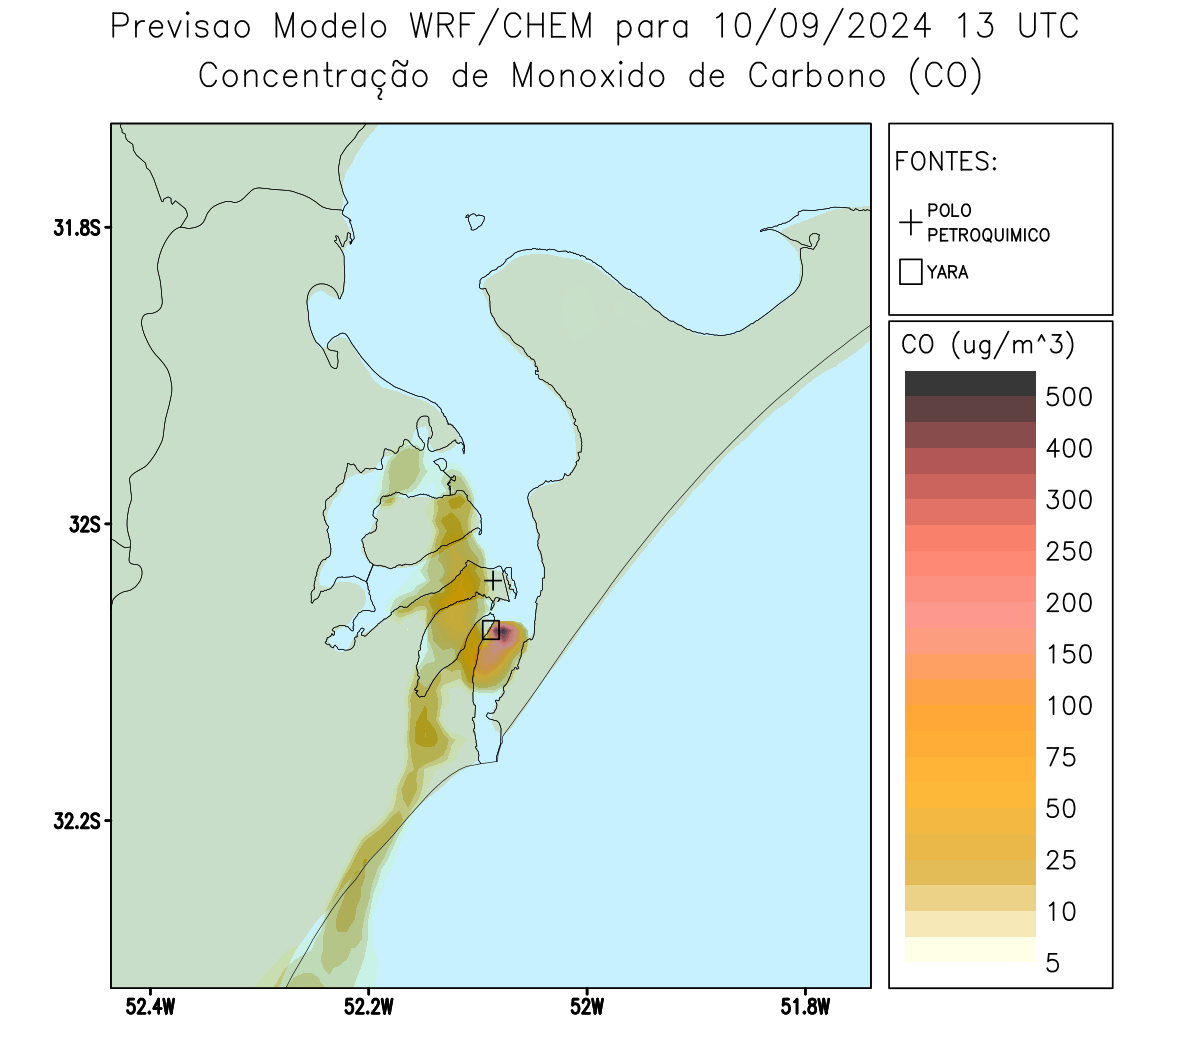 Previsao Modelo WRF/CHEM para 10/09/2024 13 UTC
Concentração de Monoxido de Carbono (CO)
FONTES:
POLO
PETROQUIMICO
YARA
CO (ug/m^3)
500
400
300
250
200
150
100
75
50
25
10
5
31.8S
32S
32.2S
52.4W
52.2W
52W
51.8W